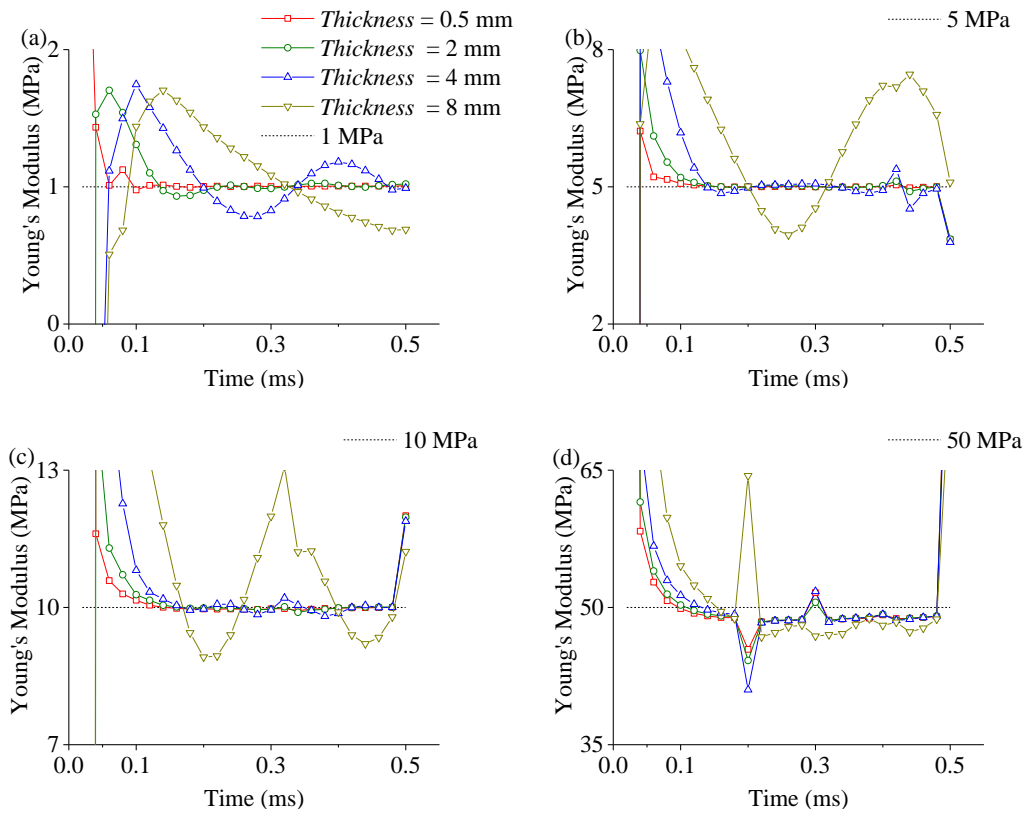 (a)
Thickness = 0.5 mm
Thickness = 2 mm
Thickness = 4 mm
Thickness = 8 mm
1 MPa
Young's Modulus (MPa)
2
1
0
0.0 0.1 0.3 0.5
Time (ms)
(b)
5 MPa
Young's Modulus (MPa)
8
5
2
0.0 0.1 0.3 0.5
Time (ms)
(c)
10 MPa
Young's Modulus (MPa)
13
10
7
0.0 0.1 0.3 0.5
Time (ms)
(d)
50 MPa
Young's Modulus (MPa)
65
50
35
0.0 0.1 0.3 0.5
Time (ms)